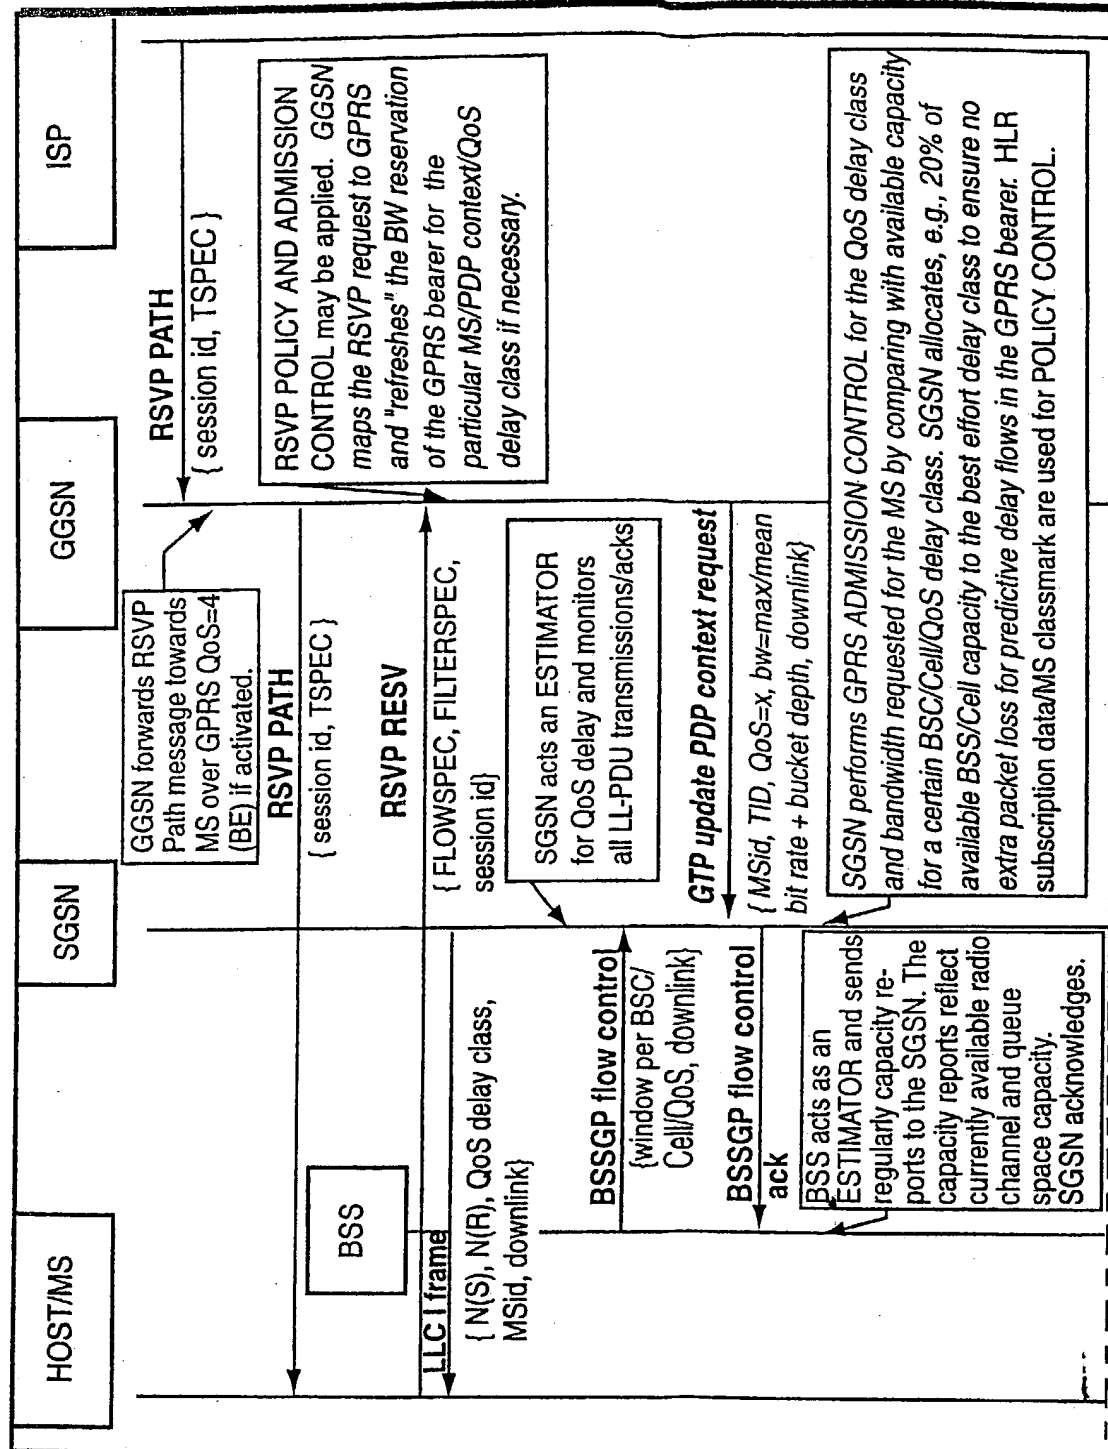 HOST/MS
SGSN
GGSN
ISP
RSVP PATH
{ session id, TSPEC }
GGSN forwards RSVP
Path message towards
MS over GPRS QoS=4
(BE) if activated.
RSVP PATH
{ session id, TSPEC }
RSVP POLICY AND ADMISSION
CONTROL may be applied. GGSN
maps the RSVP request to GPRS
and "refreshes" the BW reservation
of the GPRS bearer for the
particular MS/PDP context/QoS
delay class if necessary.
BSS
RSVP RESV
{ FLOWSPEC, FILTERSPEC,
session id}
LLC I frame
{ N(S), N(R), QoS delay class,
MSid, downlink}
SGSN acts an ESTIMATOR
for QoS delay and monitors
all LL-PDU transmissions/acks
BSSGP flow control
{window per BSC/
Cell/QoS, downlink}
GTP update PDP context request
{ MSid, TID, QoS=x, bw=max/mean
bit rate + bucket depth, downlink}
BSSGP flow control
ack
BSS acts as an
ESTIMATOR and sends
regularly capacity re-
ports to the SGSN. The
capacity reports reflect
currently available radio
channel and queue
space capacity.
SGSN acknowledges.
SGSN performs GPRS ADMISSION CONTROL for the QoS delay class
and bandwidth requested for the MS by comparing with available capacity
for a certain BSC/Cell/QoS delay class. SGSN allocates, e.g., 20% of
available BSS/Cell capacity to the best effort delay class to ensure no
extra packet loss for predictive delay flows in the GPRS bearer. HLR
subscription data/MS classmark are used for POLICY CONTROL.